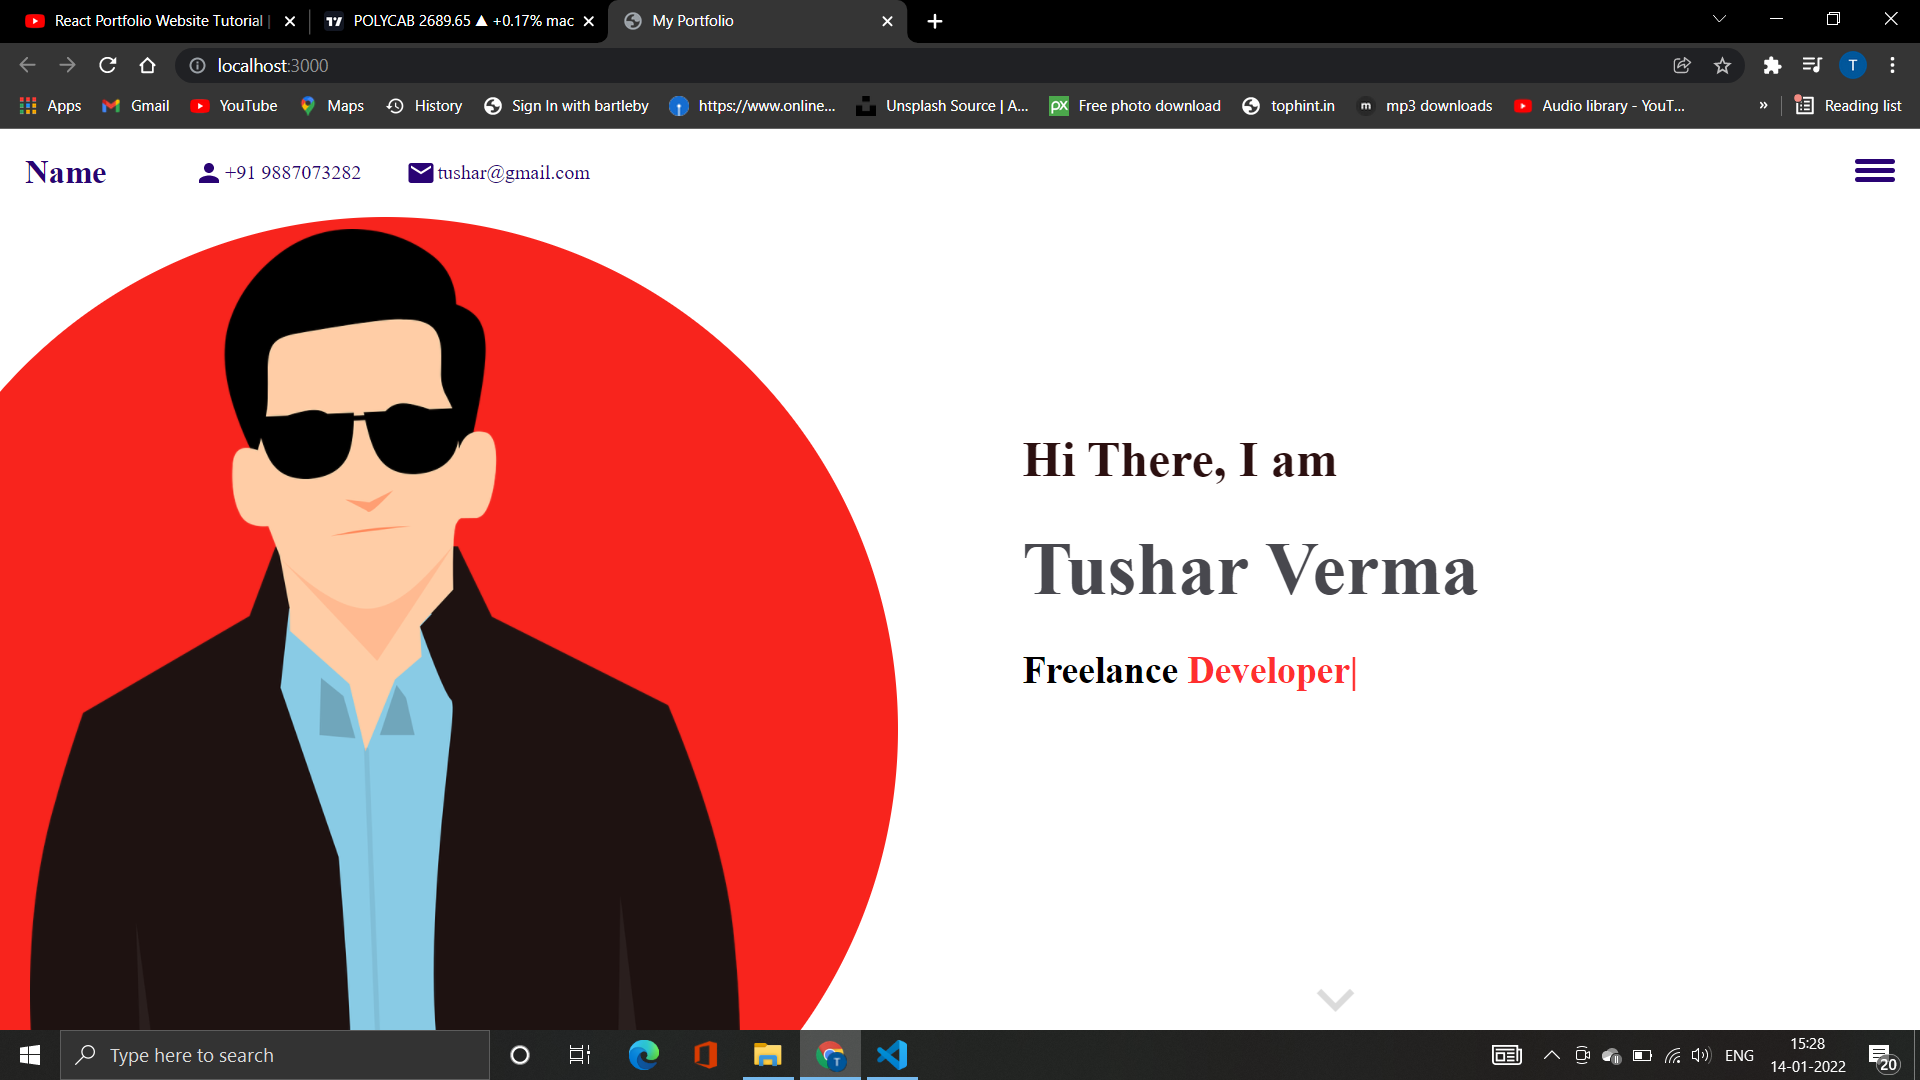 React Portfolio Website Tutorial |
POLYCAB 2689.65 ▲ +0.17% mac
My Portfolio
localhost:3000
T
Apps
Gmail
YouTube
Maps
History
Sign In with bartleby
https://www.online...
Unsplash Source | A...
Free photo download
tophint.in
mp3 downloads
Audio library - YouT...
»
Reading list
Name
+91 9887073282
tushar@gmail.com
Hi There, I am
Tushar Verma
Freelance Developer|
Type here to search
ENG
15:28
14-01-2022
20